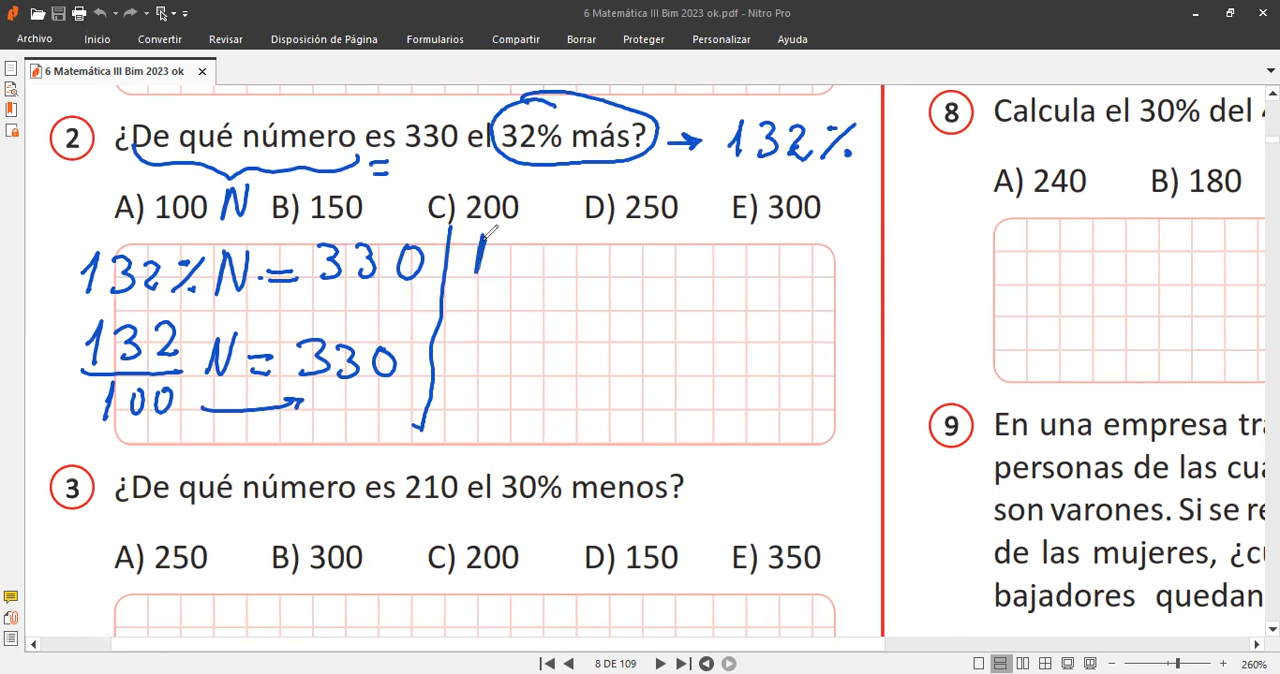 6 Matemática III Bim 2023 ok.pdf - Nitro Pro
Archivo Inicio Convertir Revisar Disposición de Página Formularios Compartir Borrar Proteger Personalizar Ayuda
6 Matemática III Bim 2023 ok
2 ¿De qué número es 330 el 32% más? → 132%
=
A) 100 N B) 150 C) 200 D) 250 E) 300
132% N = 330
132
N = 330
100
3 ¿De qué número es 210 el 30% menos?
A) 250 B) 300 C) 200 D) 150 E) 350
8 Calcula el 30% del
A) 240 B) 180
9 En una empresa
personas de las
son varones. Si se
de las mujeres,
bajadores quedan
8 DE 109
260%